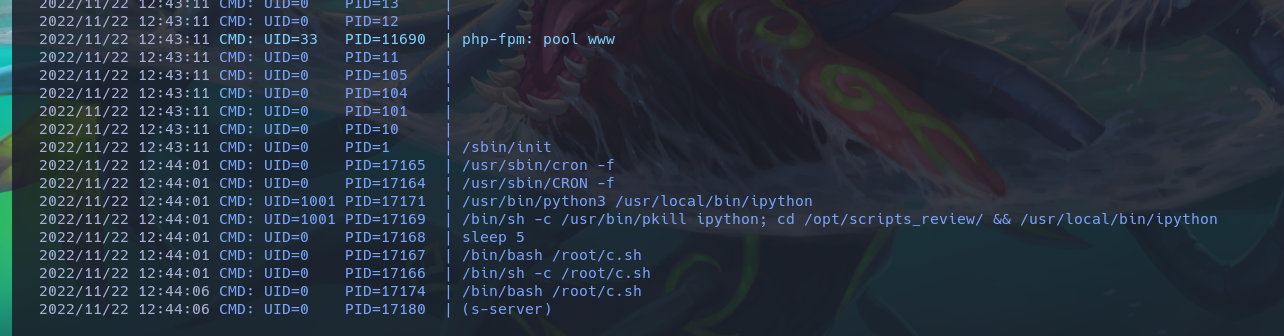 2022/11/22 12:43:11 CMD: UID=0    PID=13     |
2022/11/22 12:43:11 CMD: UID=0    PID=12     |
2022/11/22 12:43:11 CMD: UID=33   PID=11690  | php-fpm: pool www
2022/11/22 12:43:11 CMD: UID=0    PID=11     |
2022/11/22 12:43:11 CMD: UID=0    PID=105    |
2022/11/22 12:43:11 CMD: UID=0    PID=104    |
2022/11/22 12:43:11 CMD: UID=0    PID=101    |
2022/11/22 12:43:11 CMD: UID=0    PID=10     |
2022/11/22 12:43:11 CMD: UID=0    PID=1      | /sbin/init
2022/11/22 12:44:01 CMD: UID=0    PID=17165  | /usr/sbin/cron -f
2022/11/22 12:44:01 CMD: UID=0    PID=17164  | /usr/sbin/CRON -f
2022/11/22 12:44:01 CMD: UID=1001 PID=17171  | /usr/bin/python3 /usr/local/bin/ipython
2022/11/22 12:44:01 CMD: UID=1001 PID=17169  | /bin/sh -c /usr/bin/pkill ipython; cd /opt/scripts_review/ && /usr/local/bin/ipython
2022/11/22 12:44:01 CMD: UID=0    PID=17168  | sleep 5
2022/11/22 12:44:01 CMD: UID=0    PID=17167  | /bin/bash /root/c.sh
2022/11/22 12:44:01 CMD: UID=0    PID=17166  | /bin/sh -c /root/c.sh
2022/11/22 12:44:06 CMD: UID=0    PID=17174  | /bin/bash /root/c.sh
2022/11/22 12:44:06 CMD: UID=0    PID=17180  | (s-server)